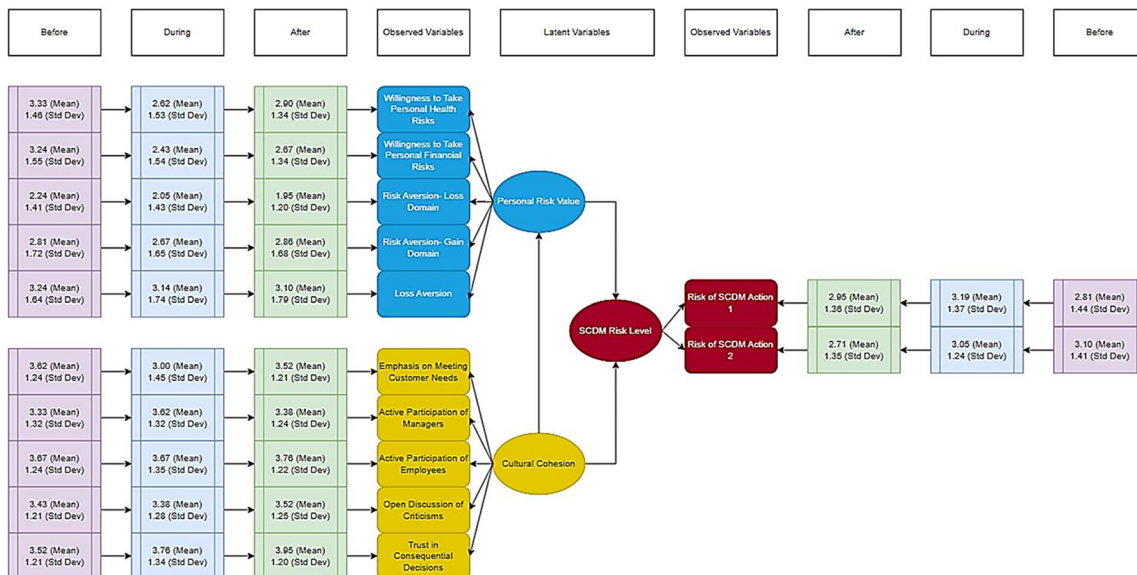 Before
During
After
Observed Variables
Latent Variables
Observed Variables
After
During
Before
3.33 (Mean)
1.46 (Std Dev)
2.62 (Mean)
1.53 (Std Dev)
2.90 (Mean)
1.34 (Std Dev)
Willingness to Take
Personal Health
Risks
3.24 (Mean)
1.55 (Std Dev)
2.43 (Mean)
1.54 (Std Dev)
2.67 (Mean)
1.34 (Std Dev)
Willingness to Take
Personal Financial
Risks
2.24 (Mean)
1.41 (Std Dev)
2.05 (Mean)
1.43 (Std Dev)
1.95 (Mean)
1.20 (Std Dev)
Risk Aversion- Loss
Domain
Personal Risk Value
2.81 (Mean)
1.72 (Std Dev)
2.67 (Mean)
1.65 (Std Dev)
2.86 (Mean)
1.68 (Std Dev)
Risk Aversion- Gain
Domain
3.24 (Mean)
1.64 (Std Dev)
3.14 (Mean)
1.74 (Std Dev)
3.10 (Mean)
1.79 (Std Dev)
Loss Aversion
SCDM Risk Level
Risk of SCDM Action
1
2.95 (Mean)
1.36 (Std Dev)
3.19 (Mean)
1.37 (Std Dev)
2.81 (Mean)
1.44 (Std Dev)
Risk of SCDM Action
2
2.71 (Mean)
1.35 (Std Dev)
3.05 (Mean)
1.24 (Std Dev)
3.10 (Mean)
1.41 (Std Dev)
3.62 (Mean)
1.24 (Std Dev)
3.00 (Mean)
1.45 (Std Dev)
3.52 (Mean)
1.21 (Std Dev)
Emphasis on Meeting
Customer Needs
3.33 (Mean)
1.32 (Std Dev)
3.62 (Mean)
1.32 (Std Dev)
3.38 (Mean)
1.24 (Std Dev)
Active Participation of
Managers
3.67 (Mean)
1.24 (Std Dev)
3.67 (Mean)
1.35 (Std Dev)
3.76 (Mean)
1.22 (Std Dev)
Active Participation of
Employees
Cultural Cohesion
3.43 (Mean)
1.21 (Std Dev)
3.38 (Mean)
1.28 (Std Dev)
3.52 (Mean)
1.25 (Std Dev)
Open Discussion of
Criticisms
3.52 (Mean)
1.21 (Std Dev)
3.76 (Mean)
1.34 (Std Dev)
3.95 (Mean)
1.20 (Std Dev)
Trust in
Consequential
Decisions